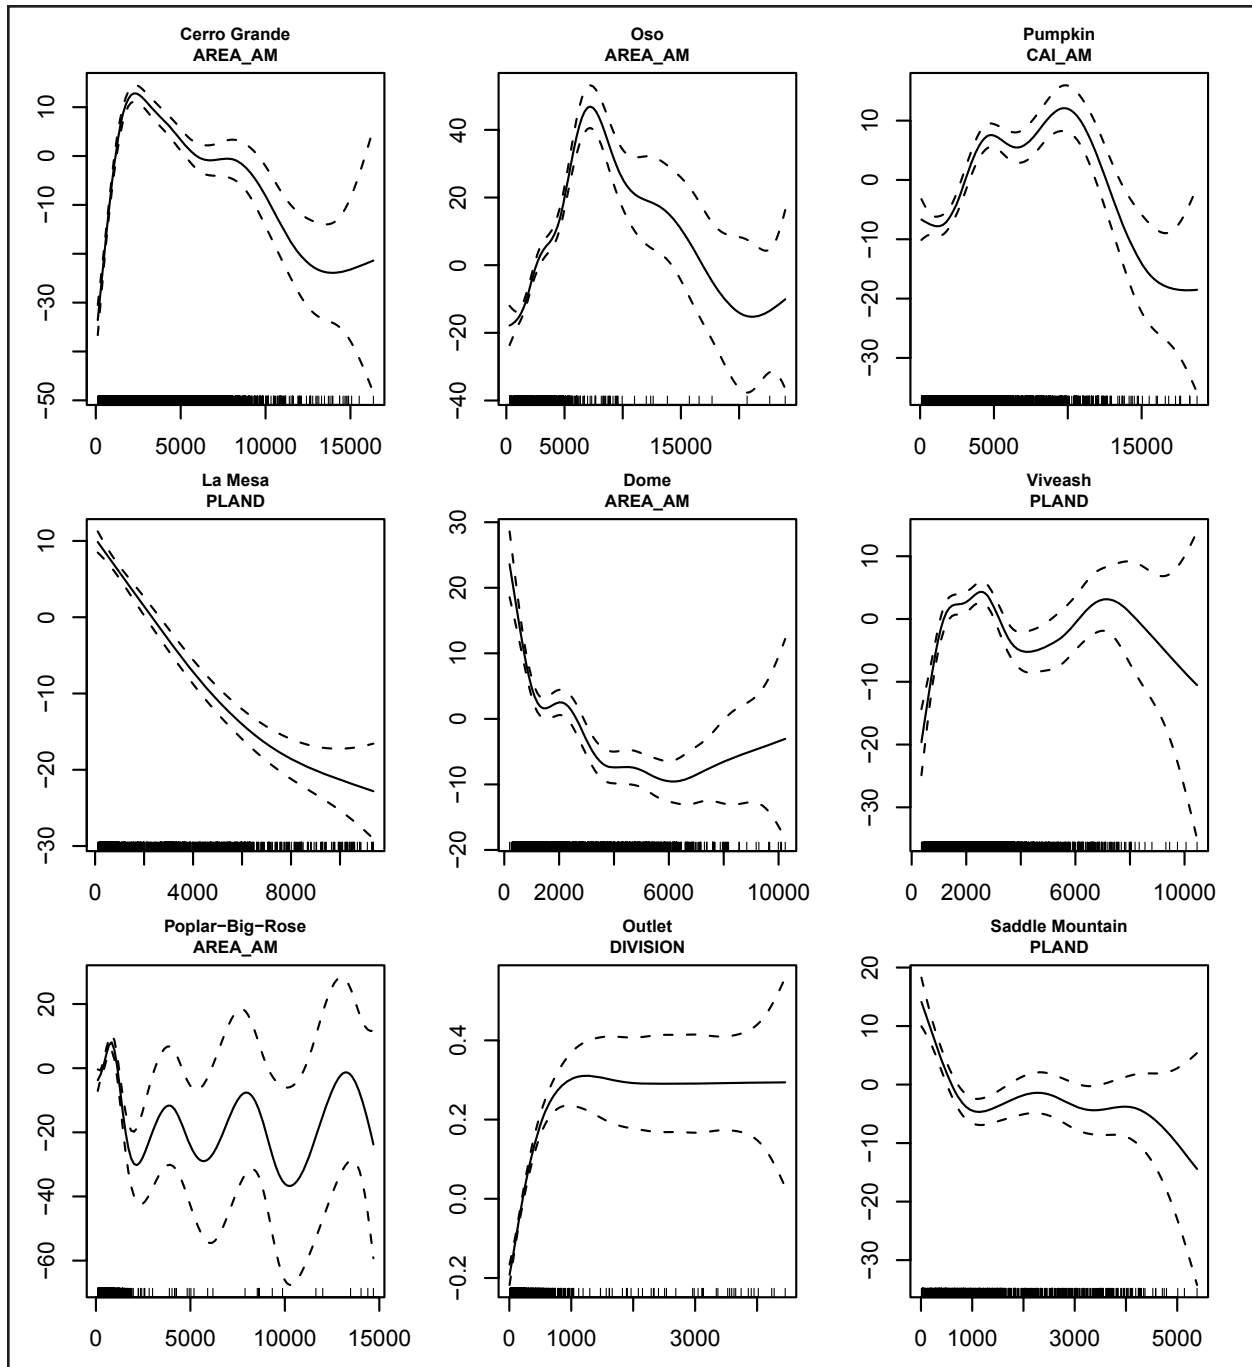 Cerro Grande
AREA_AM
10
0
−10
−30
−50
0 5000 10000 15000
Oso
AREA_AM
40
20
0
−20
−40
0 5000 15000
Pumpkin
CAI_AM
10
0
−10
−20
−30
0 5000 15000
La Mesa
PLAND
10
0
−10
−20
−30
0 4000 8000
Dome
AREA_AM
30
20
10
0
−10
−20
0 2000 6000 10000
Viveash
PLAND
10
0
−10
−20
−30
0 2000 6000 10000
Poplar−Big−Rose
AREA_AM
20
0
−20
−40
−60
0 5000 10000 15000
Outlet
DIVISION
0.4
0.2
0.0
−0.2
0 1000 3000
Saddle Mountain
PLAND
20
10
0
−10
−30
0 1000 3000 5000